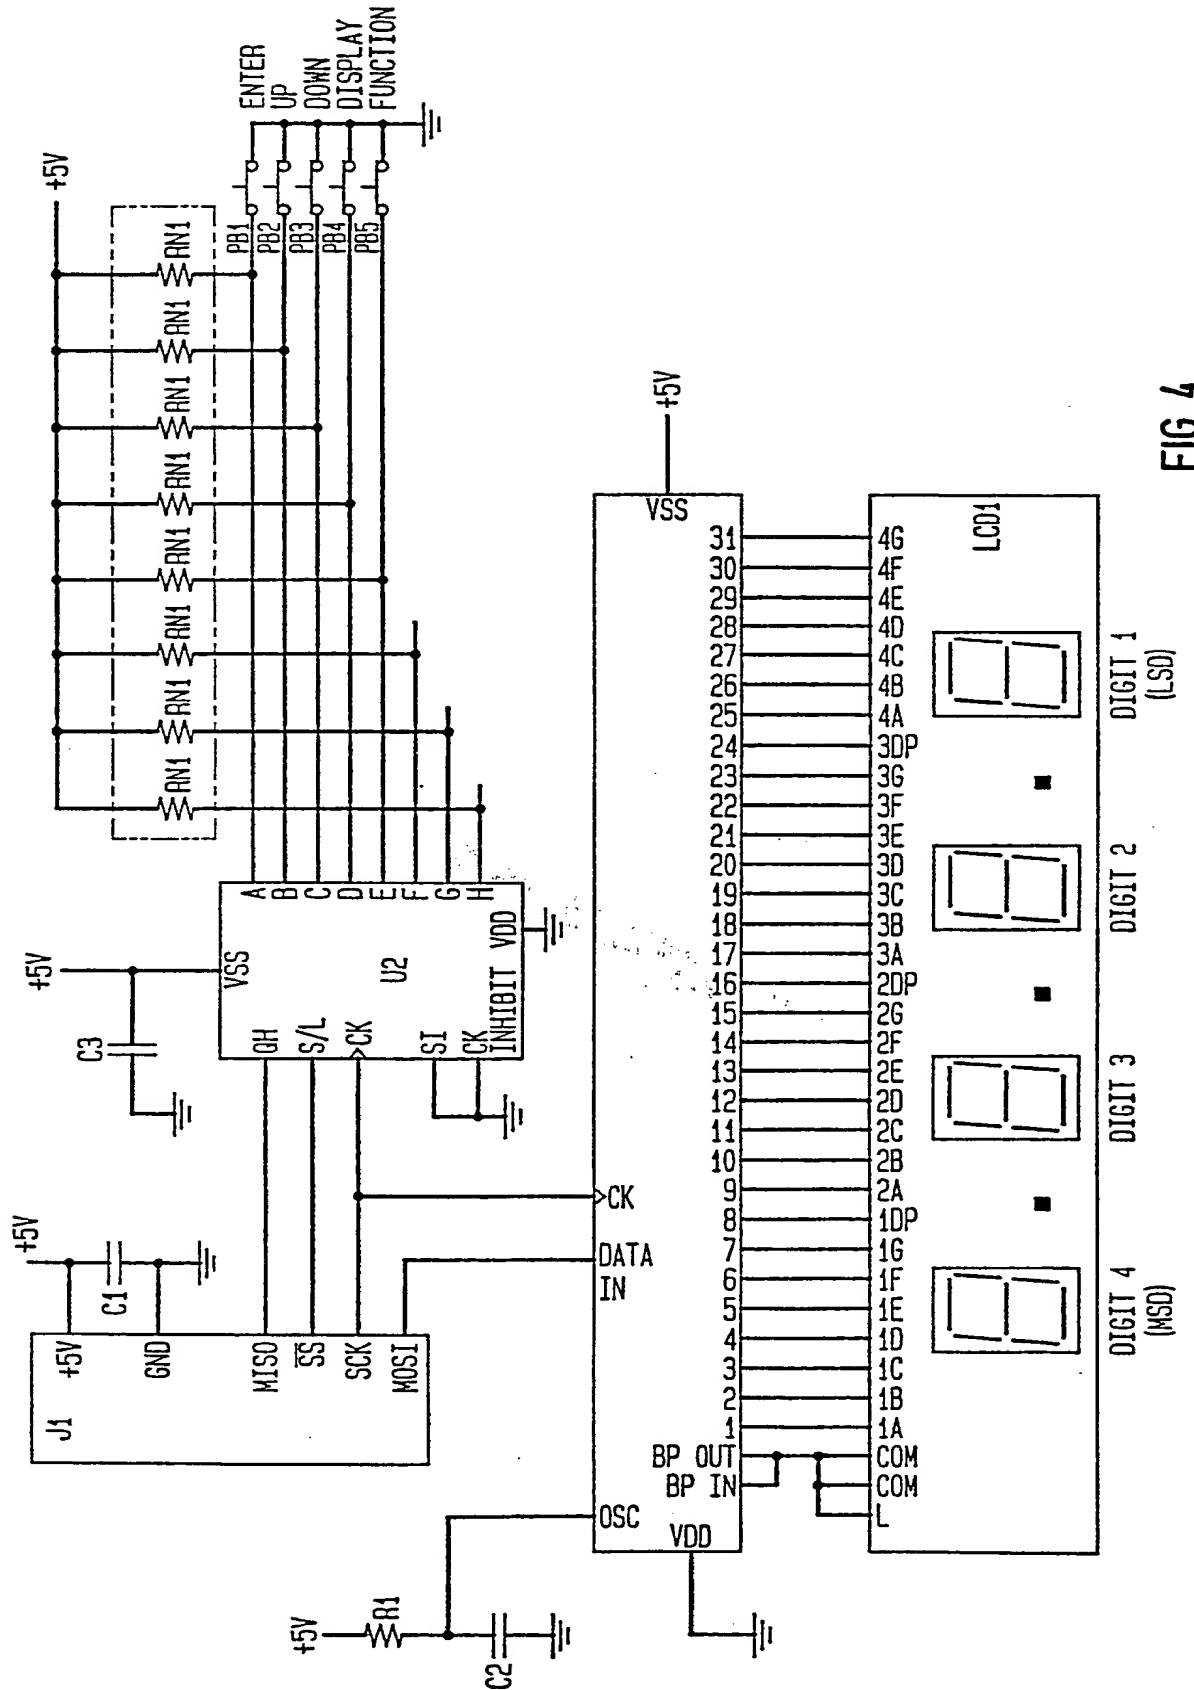 +5V
RN1
RN1
RN1
RN1
RN1
RN1
RN1
RN1
PB1
PB2
PB3
PB4
PB5
ENTER
UP
DOWN
DISPLAY
FUNCTION
+5V
C3
VSS
U2
QH
S/L
CK
SI
CK
INHIBIT
VDD
A
B
C
D
E
F
G
H
+5V
C1
J1
+5V
GND
MISO
SS
SCK
MOSI
+5V
R1
C2
OSC
DATA
IN
CK
VSS
+5V
VDD
BP IN
BP OUT
1
2
3
4
5
6
7
8
9
10
11
12
13
14
15
16
17
18
19
20
21
22
23
24
25
26
27
28
29
30
31
L
COM
COM
1A
1B
1C
1D
1E
1F
1G
1DP
2A
2B
2C
2D
2E
2F
2G
2DP
3A
3B
3C
3D
3E
3F
3G
3DP
4A
4B
4C
4D
4E
4F
4G
LCD1
DIGIT 4
(MSD)
DIGIT 3
DIGIT 2
DIGIT 1
(LSD)
FIG 4